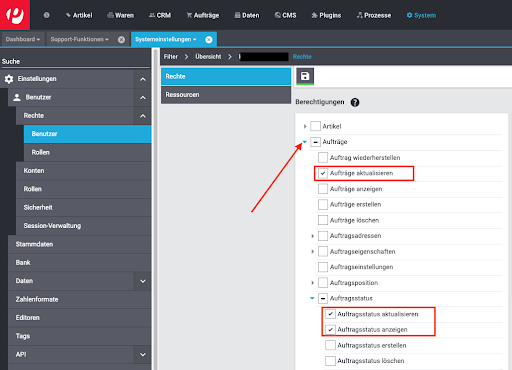 Artikel Waren CRM Aufträge Daten CMS Plugins Prozesse System
Dashboard Support-Funktionen Systemeinstellungen
Suche
Einstellungen
Benutzer
Rechte
Benutzer
Rollen
Konten
Rollen
Sicherheit
Session-Verwaltung
Stammdaten
Bank
Daten
Zahlenformate
Editoren
Tags
API
Filter Übersicht Rechte
Rechte
Ressourcen
Berechtigungen ?
Artikel
Aufträge
Auftrag wiederherstellen
Aufträge aktualisieren
Aufträge anzeigen
Aufträge erstellen
Aufträge löschen
Auftragsadressen
Auftragseigenschaften
Auftragseinstellungen
Auftragsposition
Auftragsstatus
Auftragsstatus aktualisieren
Auftragsstatus anzeigen
Auftragsstatus erstellen
Auftragsstatus löschen